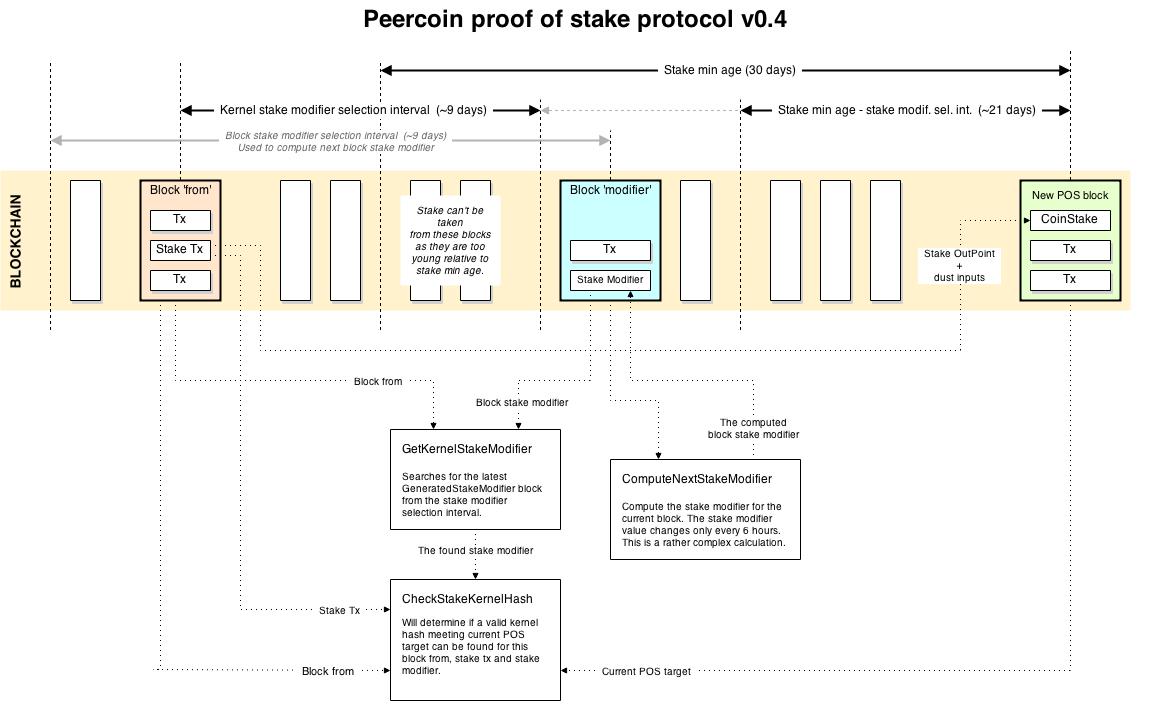 Peercoin proof of stake protocol v0.4
Stake min age (30 days)
Kernel stake modifier selection interval (~9 days)
Stake min age - stake modif. sel. int. (~21 days)
Block stake modifier selection interval (~9 days)
Used to compute next block stake modifier
BLOCKCHAIN
Block 'from'
Tx
Stake Tx
Tx
Stake can't be
taken
from these blocks
as they are too
young relative to
stake min age.
Block 'modifier'
Tx
Stake Modifier
Stake OutPoint
+
dust inputs
New POS block
CoinStake
Tx
Tx
Block from
Block stake modifier
The computed
block stake modifier
GetKernelStakeModifier
Searches for the latest
GeneratedStakeModifier block
from the stake modifier
selection interval.
ComputeNextStakeModifier
Compute the stake modifier for the
current block. The stake modifier
value changes only every 6 hours.
This is a rather complex calculation.
The found stake modifier
CheckStakeKernelHash
Will determine if a valid kernel
hash meeting current POS
target can be found for this
block from, stake tx and stake
modifier.
Stake Tx
Block from
Current POS target